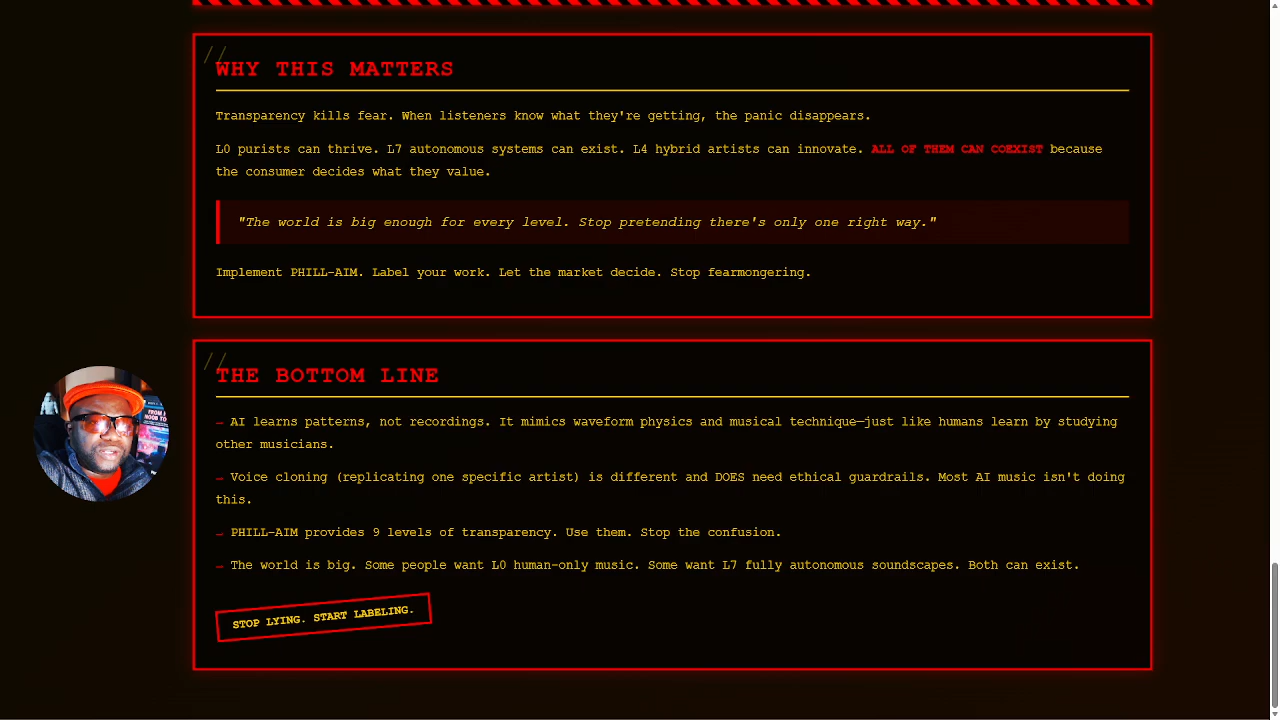 //
WHY THIS MATTERS
Transparency kills fear. When listeners know what they're getting, the panic disappears.
L0 purists can thrive. L7 autonomous systems can exist. L4 hybrid artists can innovate. ALL OF THEM CAN COEXIST because
the consumer decides what they value.
"The world is big enough for every level. Stop pretending there's only one right way."
Implement PHILL-AIM. Label your work. Let the market decide. Stop fearmongering.
//
THE BOTTOM LINE
→ AI learns patterns, not recordings. It mimics waveform physics and musical technique—just like humans learn by studying
other musicians.
→ Voice cloning (replicating one specific artist) is different and DOES need ethical guardrails. Most AI music isn't doing
this.
→ PHILL-AIM provides 9 levels of transparency. Use them. Stop the confusion.
→ The world is big. Some people want L0 human-only music. Some want L7 fully autonomous soundscapes. Both can exist.
STOP LYING. START LABELING.